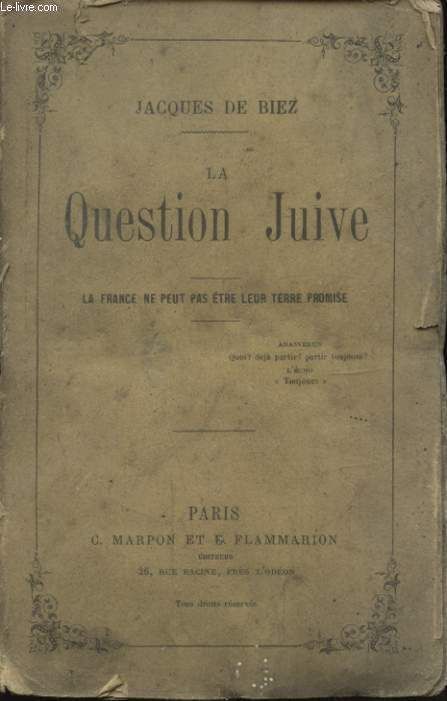 Le-livre.com
JACQUES DE BIEZ
LA
Question Juive
LA FRANCE NE PEUT PAS ÊTRE LEUR TERRE PROMISE
AHASVERUS
Quoi? déjà partir? partir toujours?
L'ÉCHO
« Toujours »
PARIS
C. MARPON ET E. FLAMMARION
ÉDITEURS
26, RUE RACINE, PRÈS L'ODÉON
Tous droits réservés.